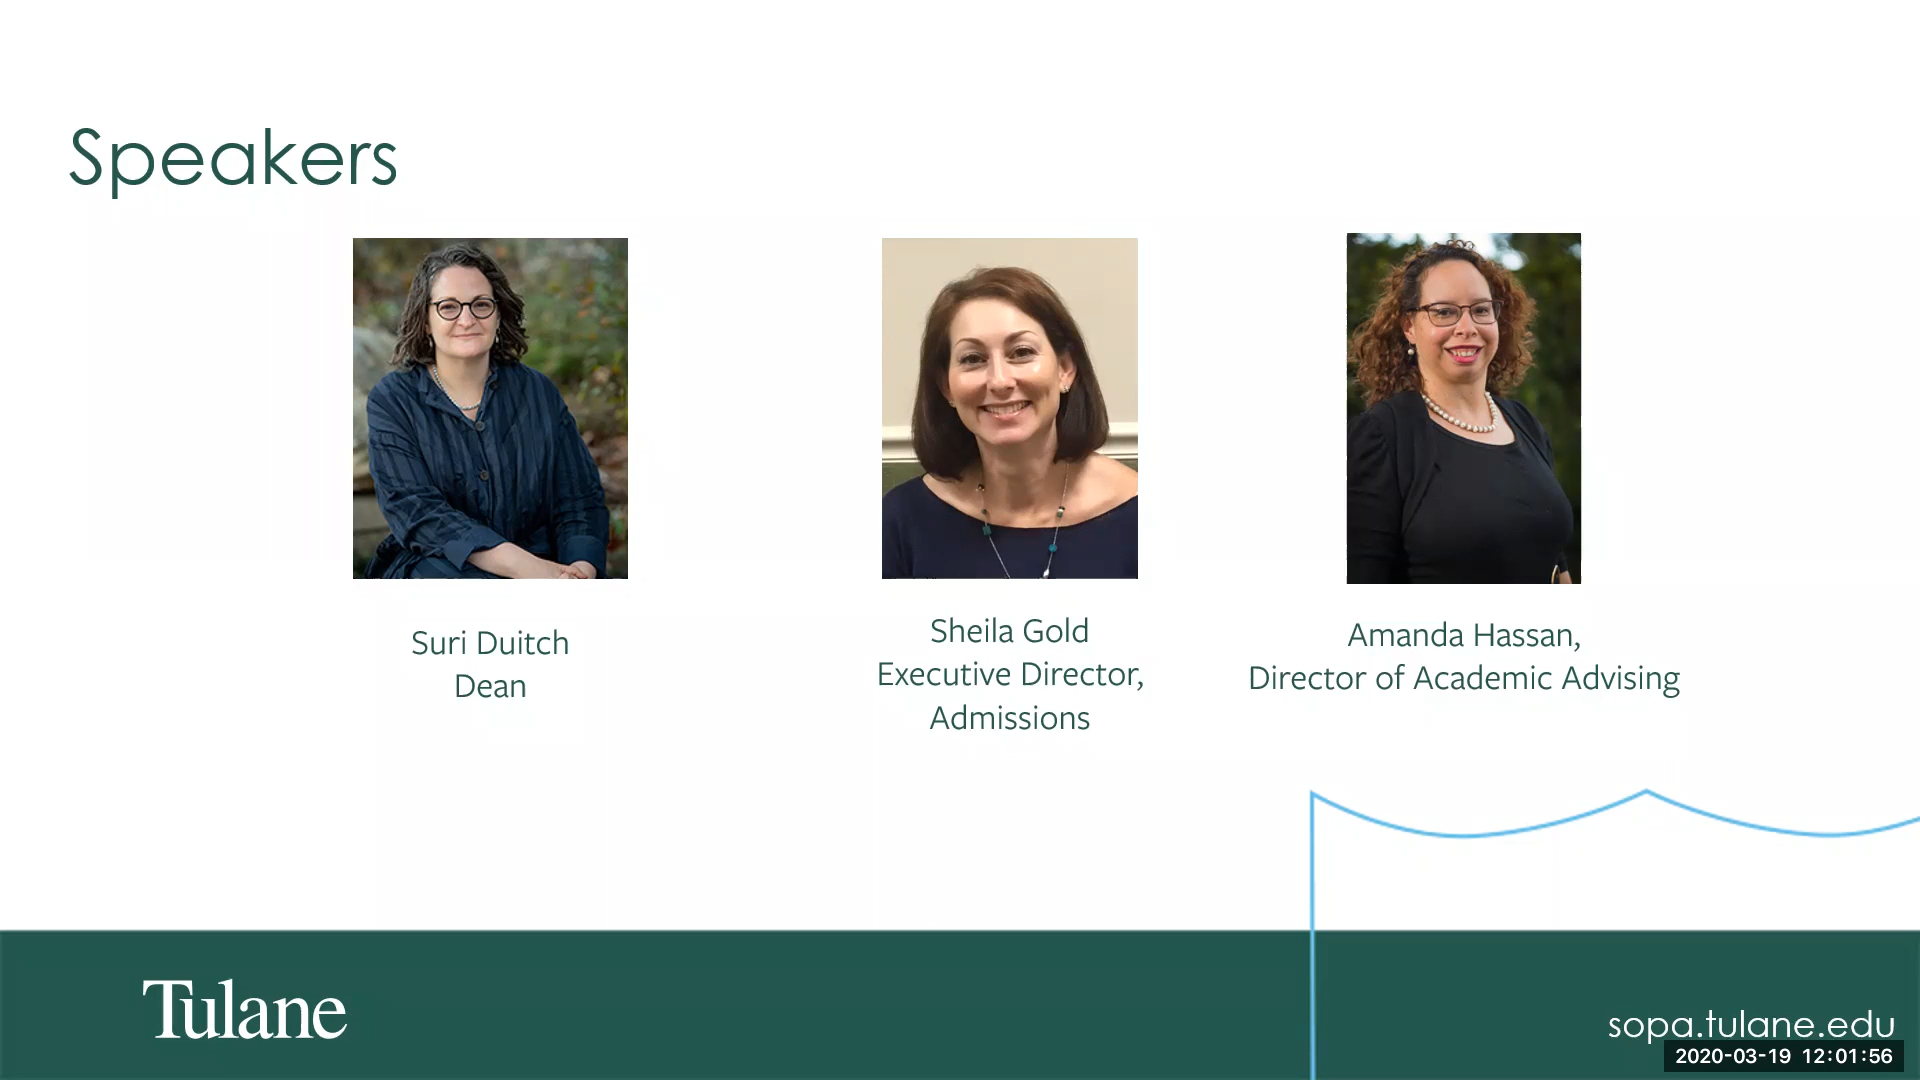 Speakers
Suri Duitch
Dean
Sheila Gold
Executive Director,
Admissions
Amanda Hassan,
Director of Academic Advising
Tulane
sopa.tulane.edu
2020-03-19 12:01:56